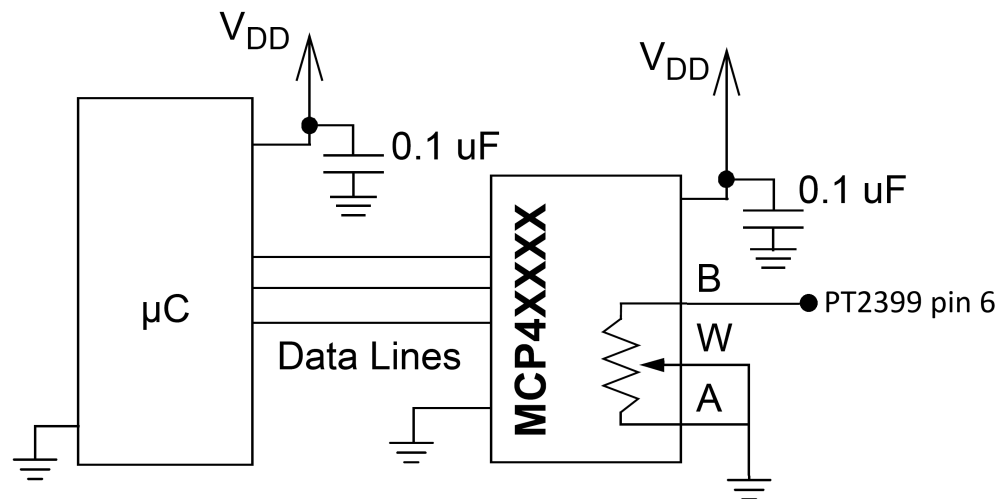 VDD
VDD
0.1 uF
0.1 uF
µC
MCP4XXXX
B
PT2399 pin 6
W
Data Lines
A